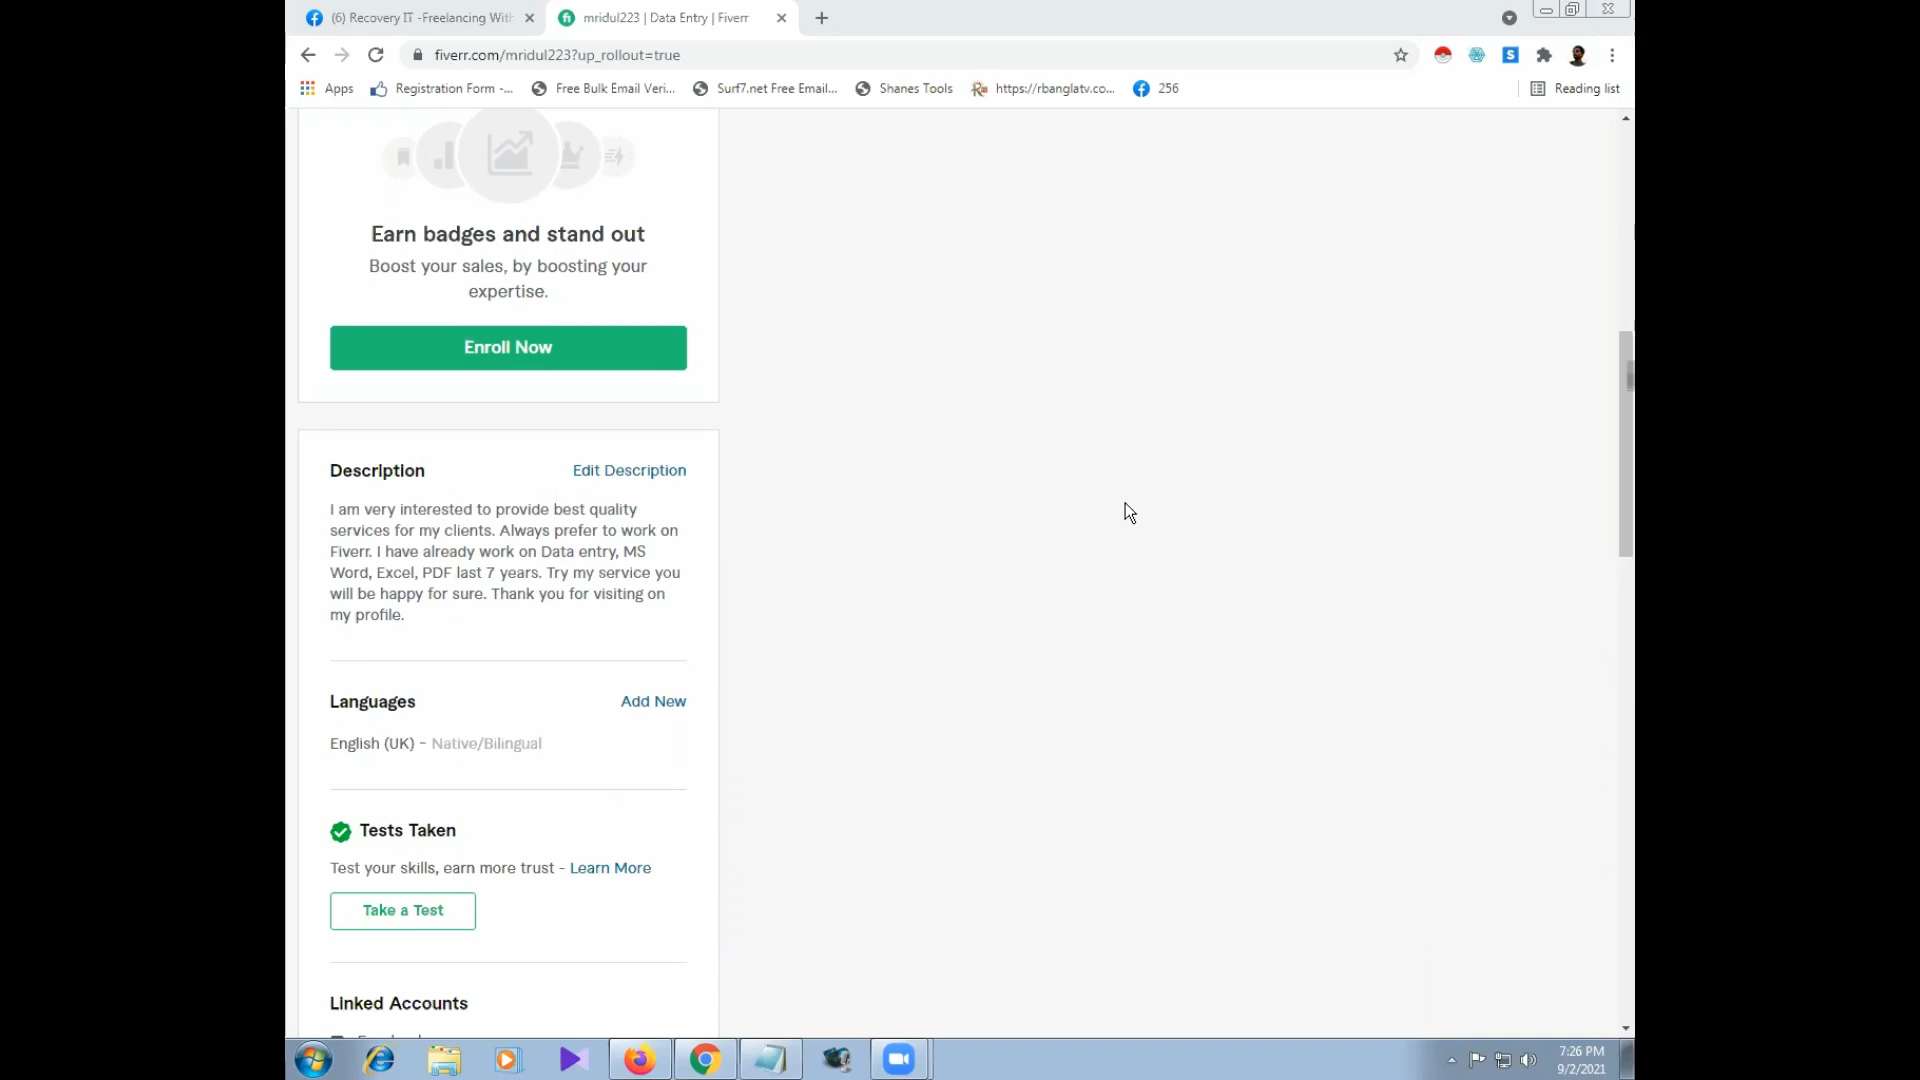 (6) Recovery IT -Freelancing With
mridul223 | Data Entry | Fiverr
fiverr.com/mridul223?up_rollout=true
Apps
Registration Form -...
Free Bulk Email Veri...
Surf7.net Free Email...
Shanes Tools
https://rbanglatv.co...
256
Reading list
Earn badges and stand out
Boost your sales, by boosting your
expertise.
Enroll Now
Description
Edit Description
I am very interested to provide best quality
services for my clients. Always prefer to work on
Fiverr. I have already work on Data entry, MS
Word, Excel, PDF last 7 years. Try my service you
will be happy for sure. Thank you for visiting on
my profile.
Languages
Add New
English (UK) - Native/Bilingual
Tests Taken
Test your skills, earn more trust - Learn More
Take a Test
Linked Accounts
7:26 PM
9/2/2021